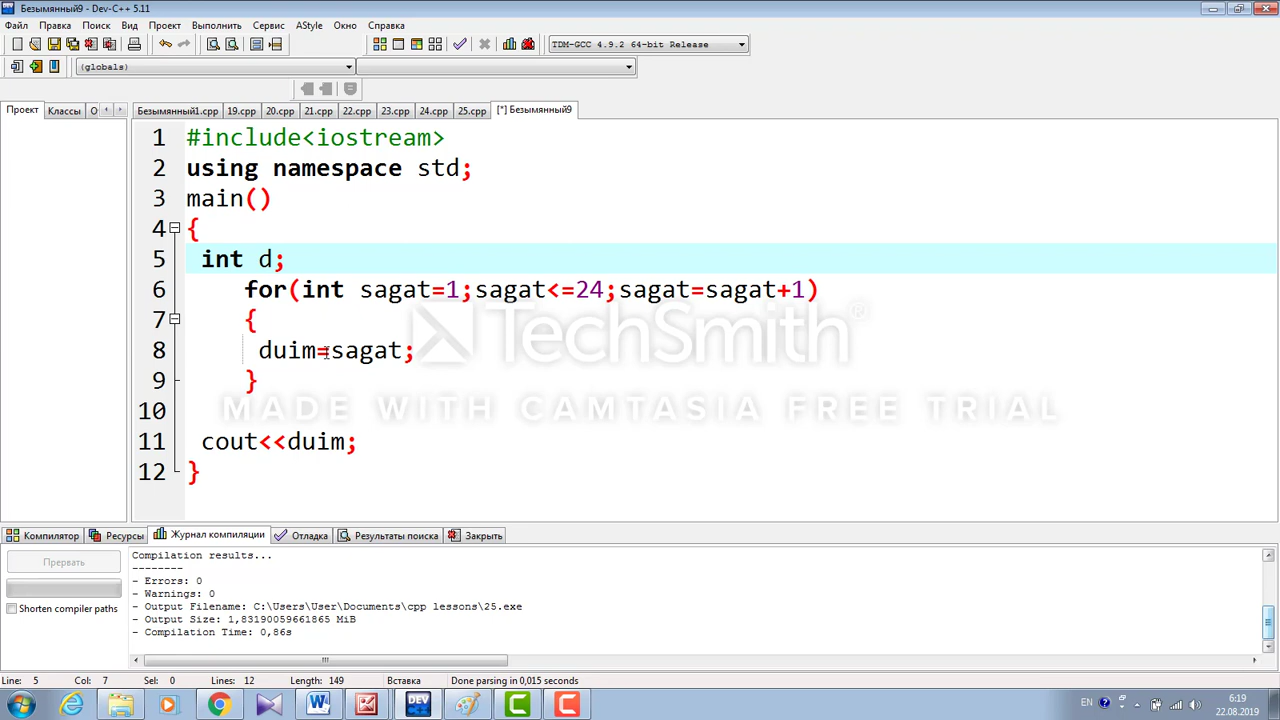 Безымянный9 - Dev-C++ 5.11
Файл Правка Поиск Вид Проект Выполнить Сервис AStyle Окно Справка
TDM-GCC 4.9.2 64-bit Release
(globals)
Проект Классы О Безымянный1.cpp 19.cpp 20.cpp 21.cpp 22.cpp 23.cpp 24.cpp 25.cpp [*] Безымянный9
1 #include<iostream>
2 using namespace std;
3 main()
4 {
5 int d;
6 for(int sagat=1;sagat<=24;sagat=sagat+1)
7 {
8 duim=sagat;
9 }
10
11 cout<<duim;
12 }
TechSmith®
MADE WITH CAMTASIA FREE TRIAL
Компилятор Ресурсы Журнал компиляции Отладка Результаты поиска Закрыть
Прервать
Shorten compiler paths
Compilation results...
--------
- Errors: 0
- Warnings: 0
- Output Filename: C:\Users\User\Documents\cpp lessons\25.exe
- Output Size: 1,83190059661865 MiB
- Compilation Time: 0,86s
Line: 5 Col: 7 Sel: 0 Lines: 12 Length: 149 Вставка Done parsing in 0,015 seconds
DEV
EN 6:19
22.08.2019